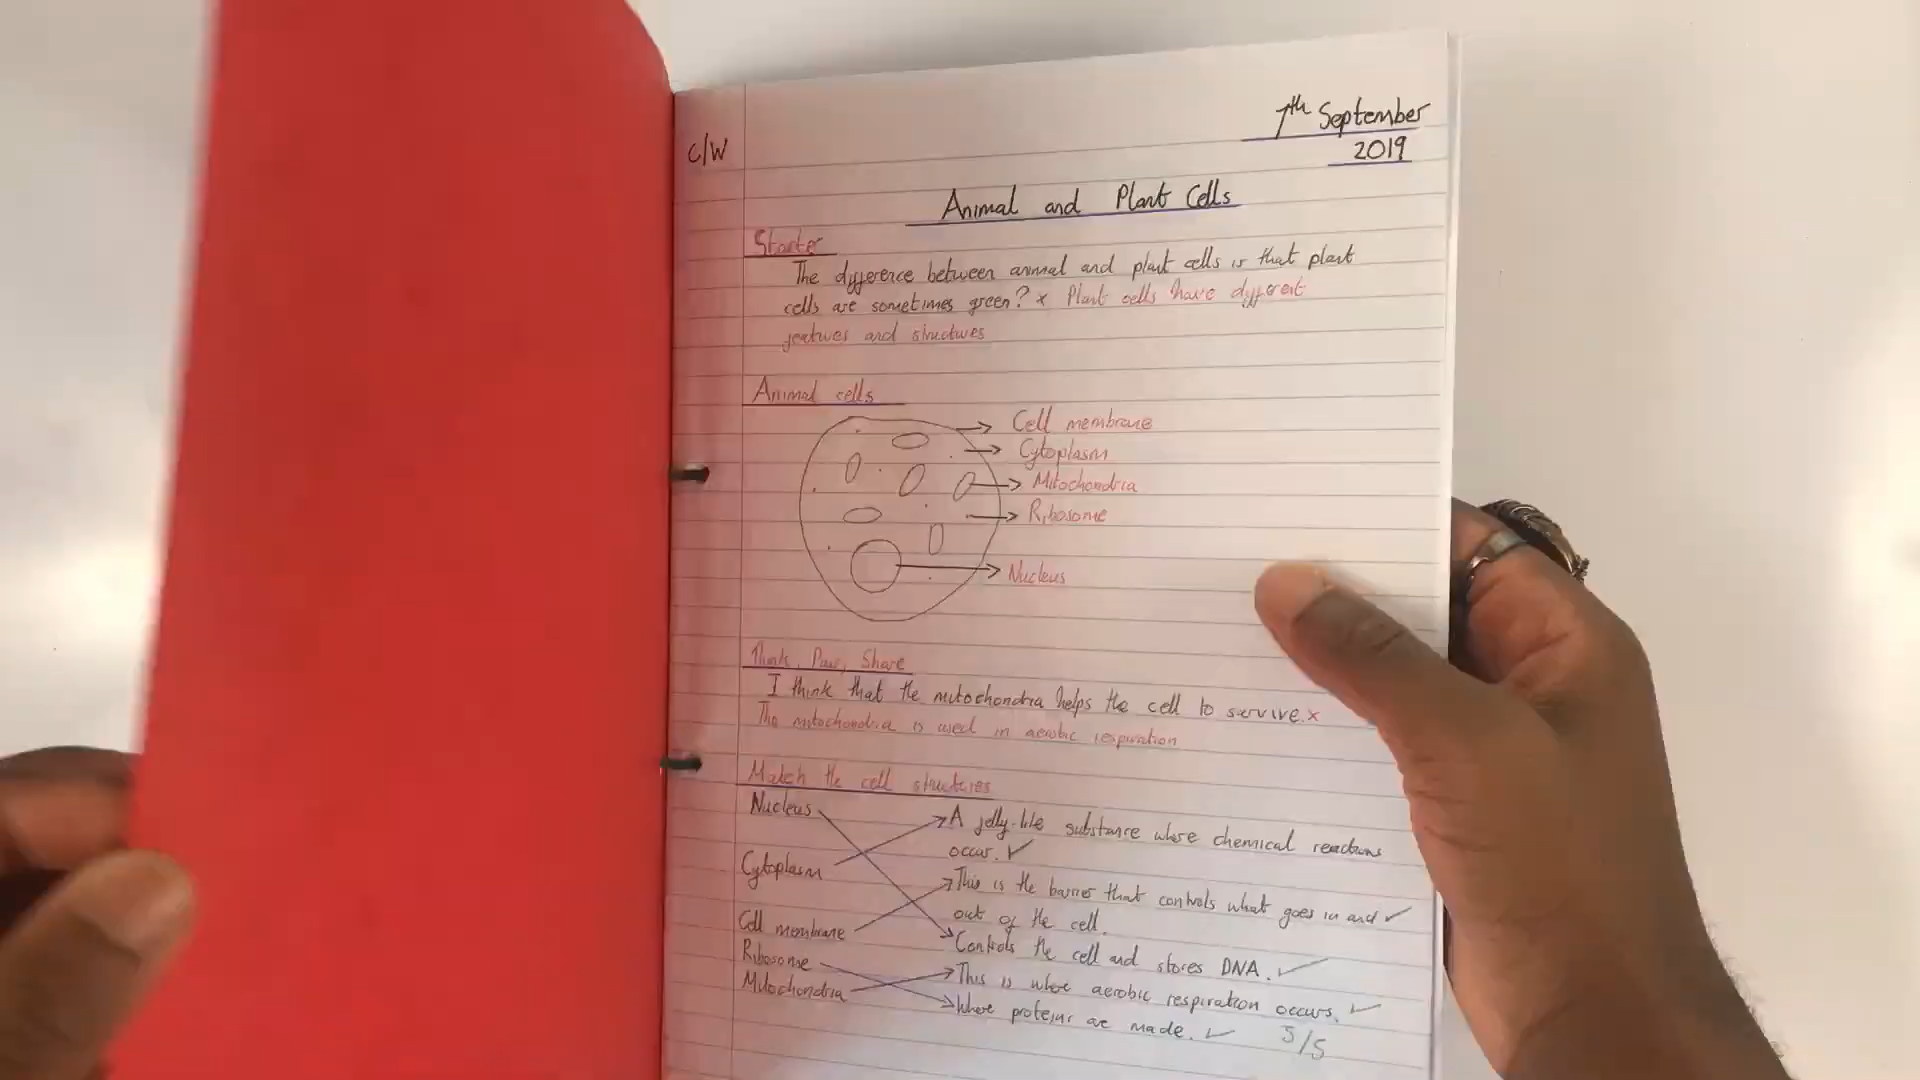 C/W
7th September
2019
Animal and Plant Cells
Starter
The difference between animal and plant cells is that plant
cells are sometimes green? x Plant cells have different
features and structures
Animal cells
Cell membrane
Cytoplasm
Mitochondria
Ribosome
Nucleus
Think, Pair, Share
I think that the mitochondria helps the cell to survive. x
The mitochondria is used in aerobic respiration
Match the cell structures
Nucleus
A jelly-like substance where chemical reactions
occur. ✓
Cytoplasm
This is the barrier that controls what goes in and ✓
out of the cell.
Cell membrane
Controls the cell and stores DNA. ✓
Ribosome
This is where aerobic respiration occurs. ✓
Mitochondria
Where proteins are made. ✓
5/5